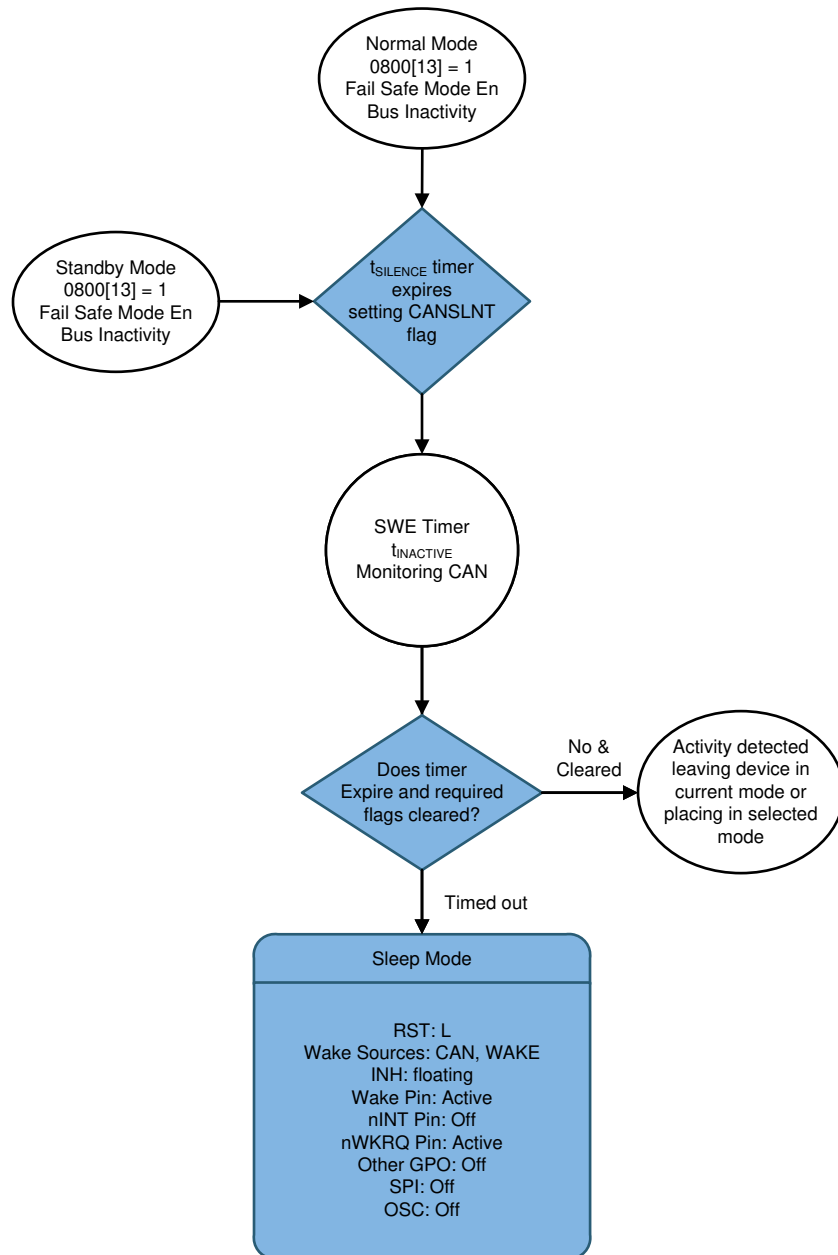 Normal Mode
0800[13] = 1
Fail Safe Mode En
Bus Inactivity
Standby Mode
0800[13] = 1
Fail Safe Mode En
Bus Inactivity
tSILENCE timer
expires
setting CANSLNT
flag
SWE Timer
tINACTIVE
Monitoring CAN
Does timer
Expire and required
flags cleared?
No &
Cleared
Activity detected
leaving device in
current mode or
placing in selected
mode
Timed out
Sleep Mode
RST: L
Wake Sources: CAN, WAKE
INH: floating
Wake Pin: Active
nINT Pin: Off
nWKRQ Pin: Active
Other GPO: Off
SPI: Off
OSC: Off